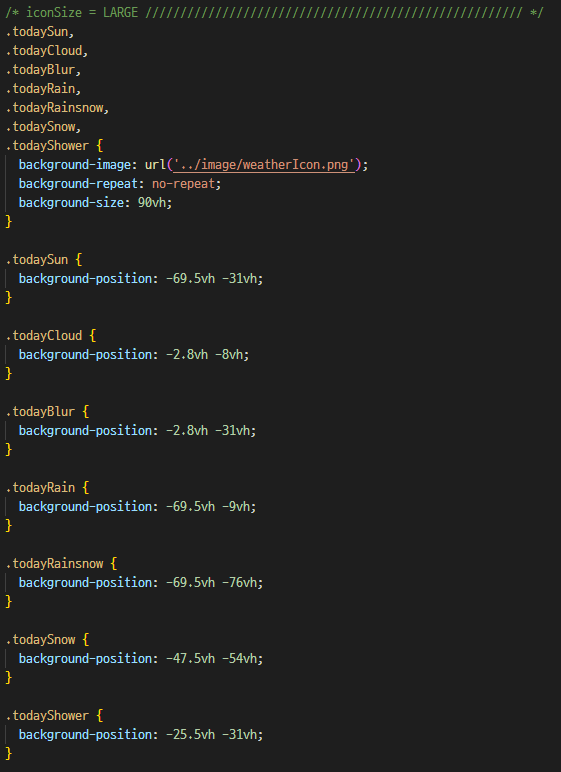 /* iconSize = LARGE ////////////////////////////////////////////////////// */
.todaySun,
.todayCloud,
.todayBlur,
.todayRain,
.todayRainsnow,
.todaySnow,
.todayShower {
  background-image: url('../image/weatherIcon.png');
  background-repeat: no-repeat;
  background-size: 90vh;
}

.todaySun {
  background-position: -69.5vh -31vh;
}

.todayCloud {
  background-position: -2.8vh -8vh;
}

.todayBlur {
  background-position: -2.8vh -31vh;
}

.todayRain {
  background-position: -69.5vh -9vh;
}

.todayRainsnow {
  background-position: -69.5vh -76vh;
}

.todaySnow {
  background-position: -47.5vh -54vh;
}

.todayShower {
  background-position: -25.5vh -31vh;
}